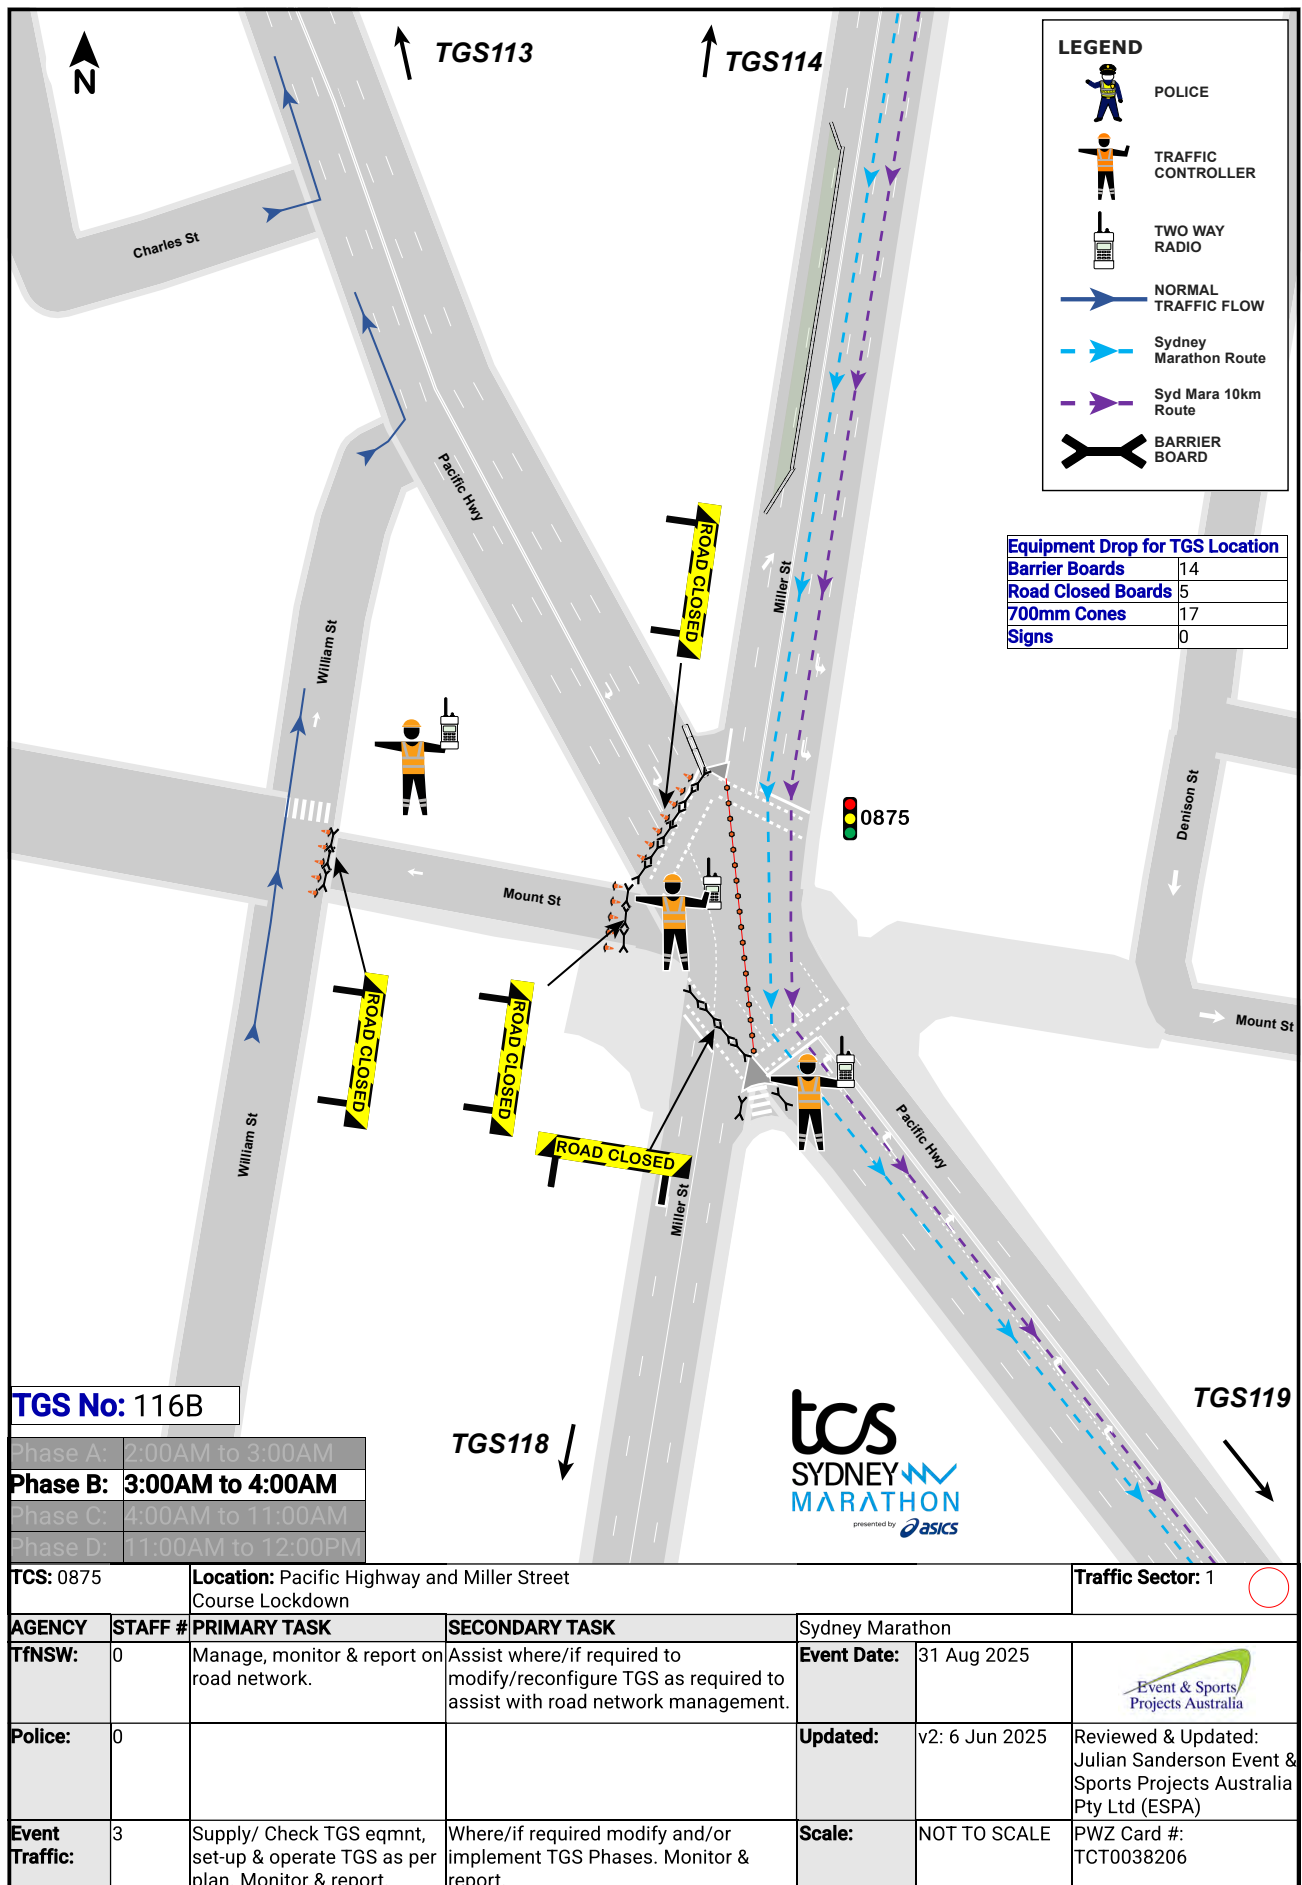 N
TGS113
TGS114
LEGEND
POLICE
TRAFFIC
CONTROLLER
TWO WAY
RADIO
NORMAL
TRAFFIC FLOW
Sydney
Marathon Route
Syd Mara 10km
Route
BARRIER
BOARD
Charles St
Pacific Hwy
Equipment Drop for TGS Location
Barrier Boards 14
Road Closed Boards 5
700mm Cones 17
Signs 0
ROAD CLOSED
Miller St
William St
Denison St
0875
Mount St
ROAD CLOSED
ROAD CLOSED
Mount St
William St
Pacific Hwy
ROAD CLOSED
Miller St
TGS No: 116B
TGS118
TGS119
tcs
SYDNEY
MARATHON
presented by asics
Phase A: 2:00AM to 3:00AM
Phase B: 3:00AM to 4:00AM
Phase C: 4:00AM to 11:00AM
Phase D: 11:00AM to 12:00PM
TCS: 0875
Location: Pacific Highway and Miller Street
Course Lockdown
Traffic Sector: 1
AGENCY STAFF # PRIMARY TASK SECONDARY TASK Sydney Marathon
TfNSW: 0
Manage, monitor & report on
road network.
Assist where/if required to
modify/reconfigure TGS as required to
assist with road network management.
Event Date: 31 Aug 2025
Event & Sports
Projects Australia
Police: 0
Updated: v2: 6 Jun 2025
Reviewed & Updated:
Julian Sanderson Event &
Sports Projects Australia
Pty Ltd (ESPA)
Event
Traffic:
3
Supply/ Check TGS eqmnt,
set-up & operate TGS as per
plan. Monitor & report
Where/if required modify and/or
implement TGS Phases. Monitor &
report
Scale: NOT TO SCALE
PWZ Card #:
TCT0038206